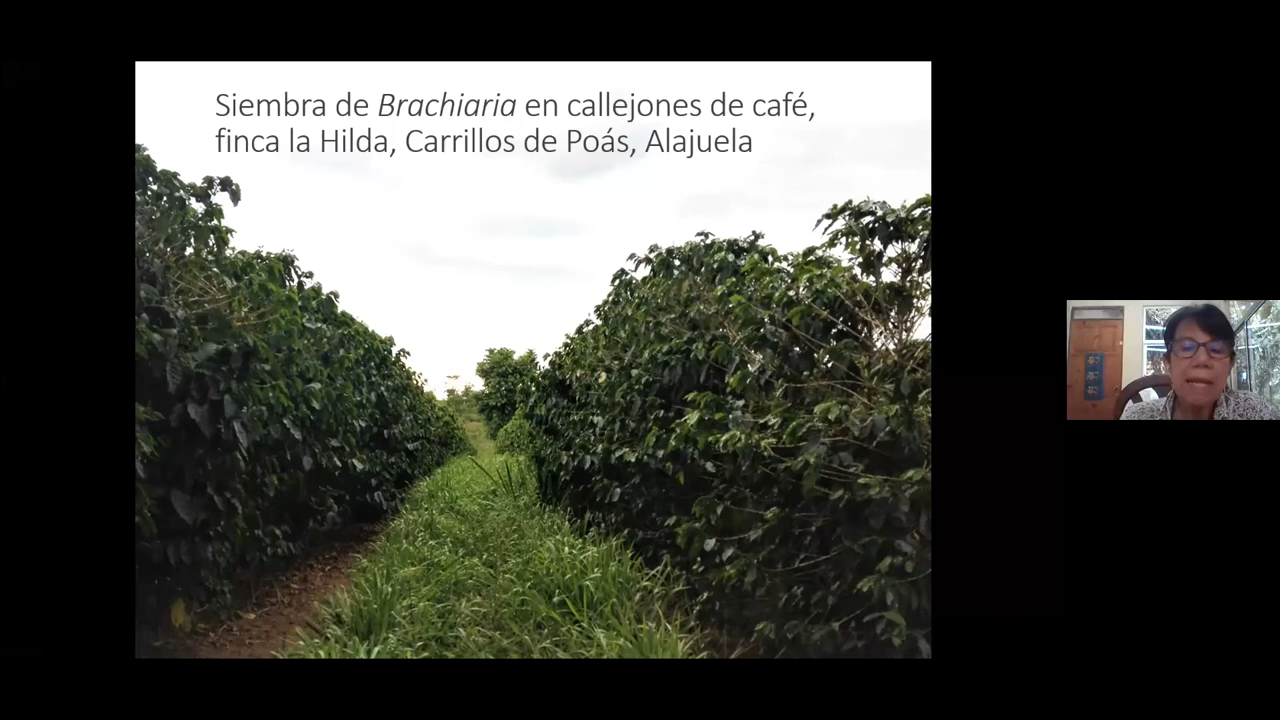 Siembra de Brachiaria en callejones de café,
finca la Hilda, Carrillos de Poás, Alajuela